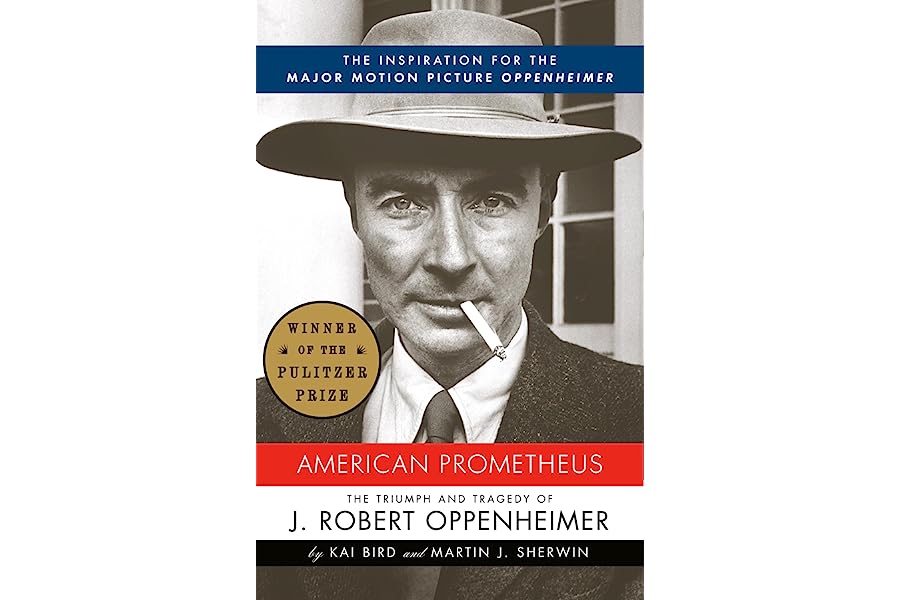 THE INSPIRATION FOR THE
MAJOR MOTION PICTURE OPPENHEIMER
WINNER
OF THE
PULITZER
PRIZE
AMERICAN PROMETHEUS
THE TRIUMPH AND TRAGEDY OF
J. ROBERT OPPENHEIMER
by KAI BIRD and MARTIN J. SHERWIN